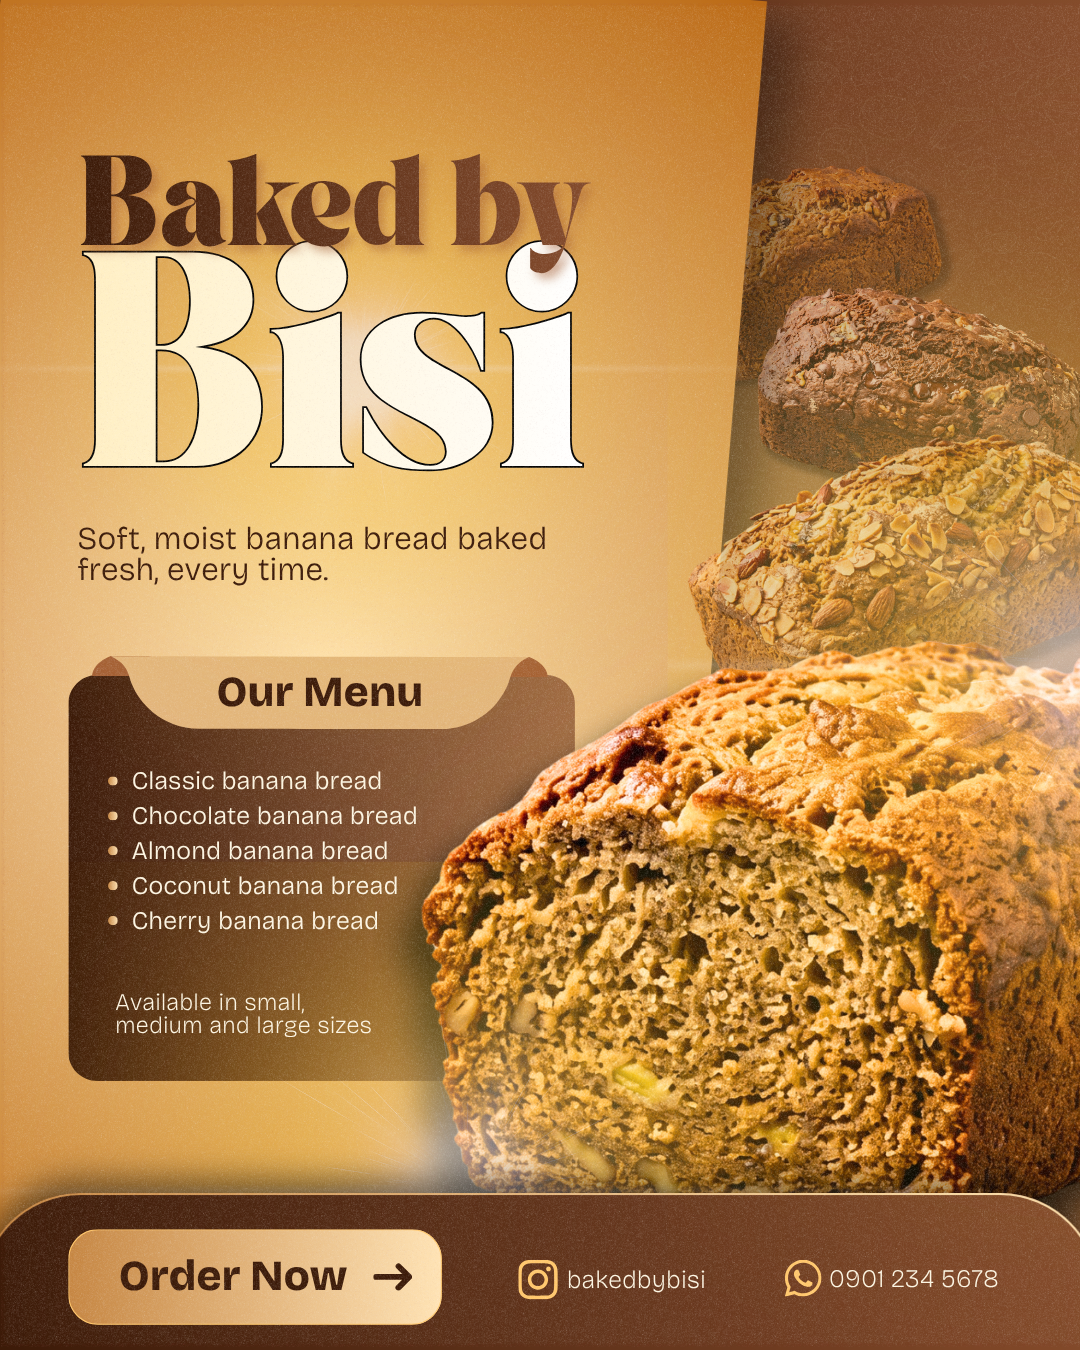 Baked by
Bisi
Soft, moist banana bread baked
fresh, every time.
Our Menu
Classic banana bread
Chocolate banana bread
Almond banana bread
Coconut banana bread
Cherry banana bread
Available in small,
medium and large sizes
Order Now
bakedbybisi
0901 234 5678